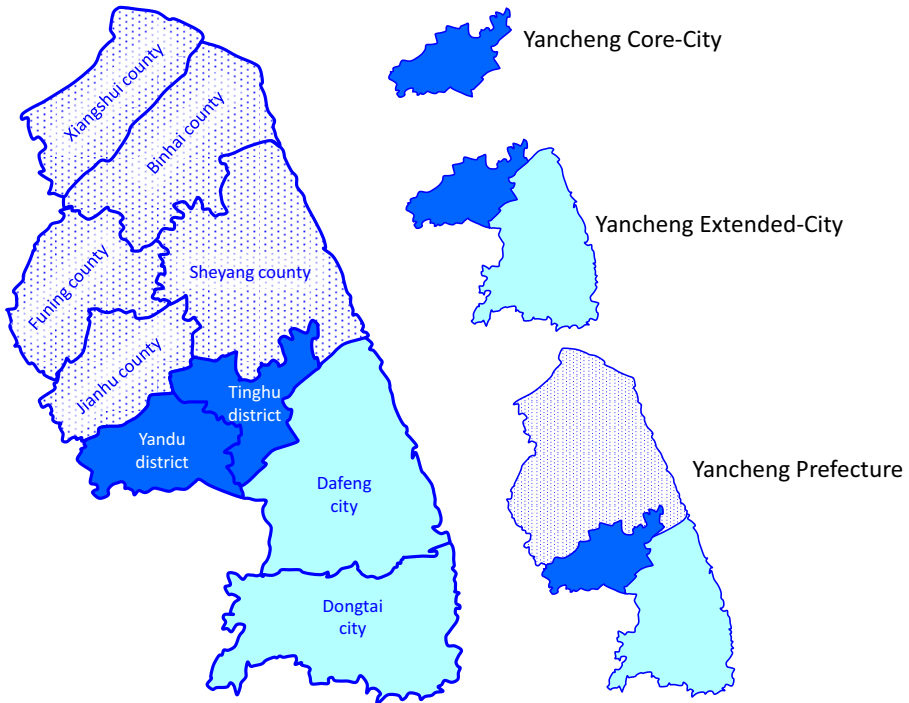 Xiangshui county
Binhai county
Funing county
Sheyang county
Jianhu county
Tinghu
district
Yandu
district
Dafeng
city
Dongtai
city
Yancheng Core-City
Yancheng Extended-City
Yancheng Prefecture